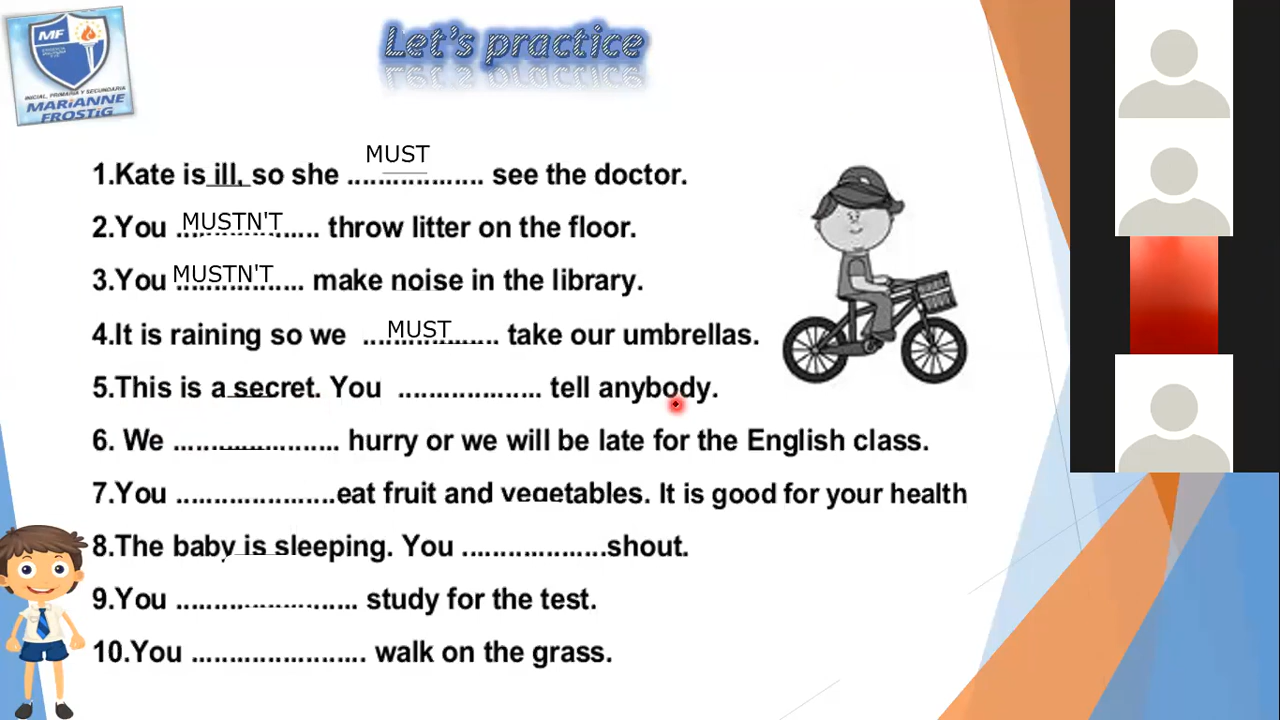 MF
INICIAL, PRIMARIA Y SECUNDARIA
MARiANNE
FROSTiG
Let's practice
1.Kate is ill, so she .................. see the doctor.
MUST
2.You ................... throw litter on the floor.
MUSTN'T
3.You ................. make noise in the library.
MUSTN'T
4.It is raining so we .................. take our umbrellas.
MUST
5.This is a secret. You ................... tell anybody.
6. We ...................... hurry or we will be late for the English class.
7.You .....................eat fruit and vegetables. It is good for your health
8.The baby is sleeping. You ...................shout.
9.You ........................ study for the test.
10.You ....................... walk on the grass.